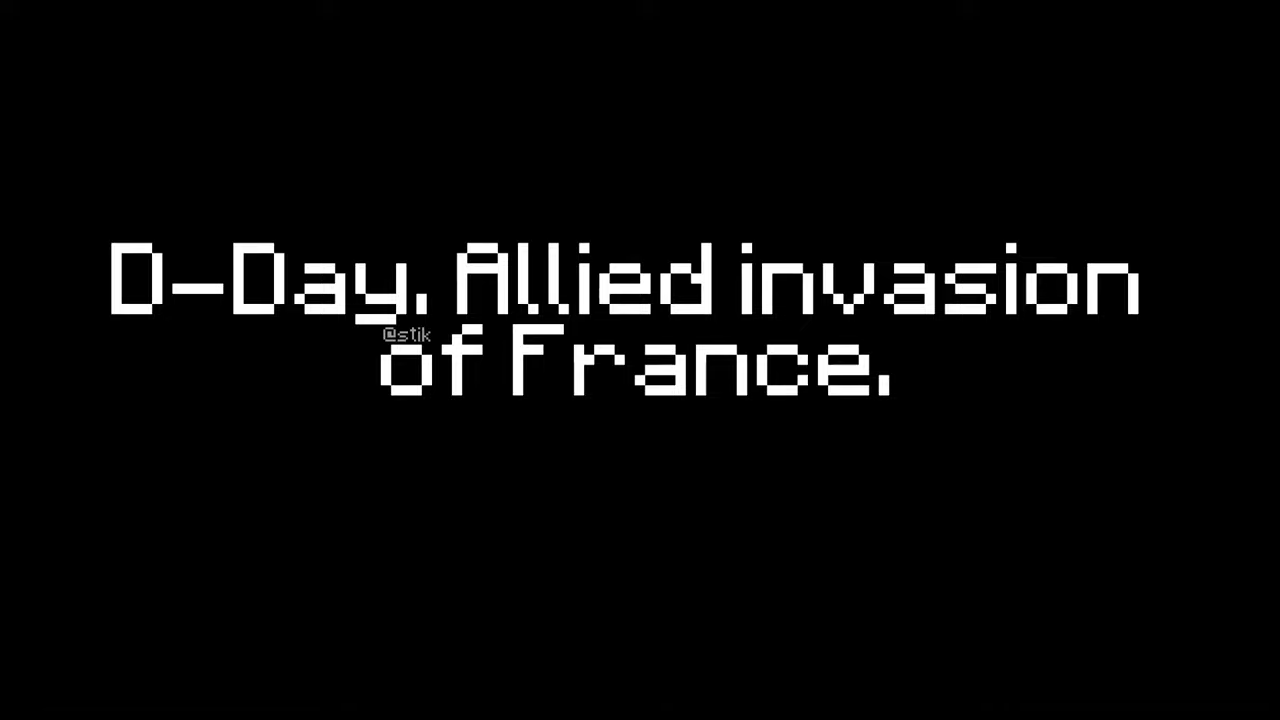 D-Day. Allied invasion
@stik
of France.